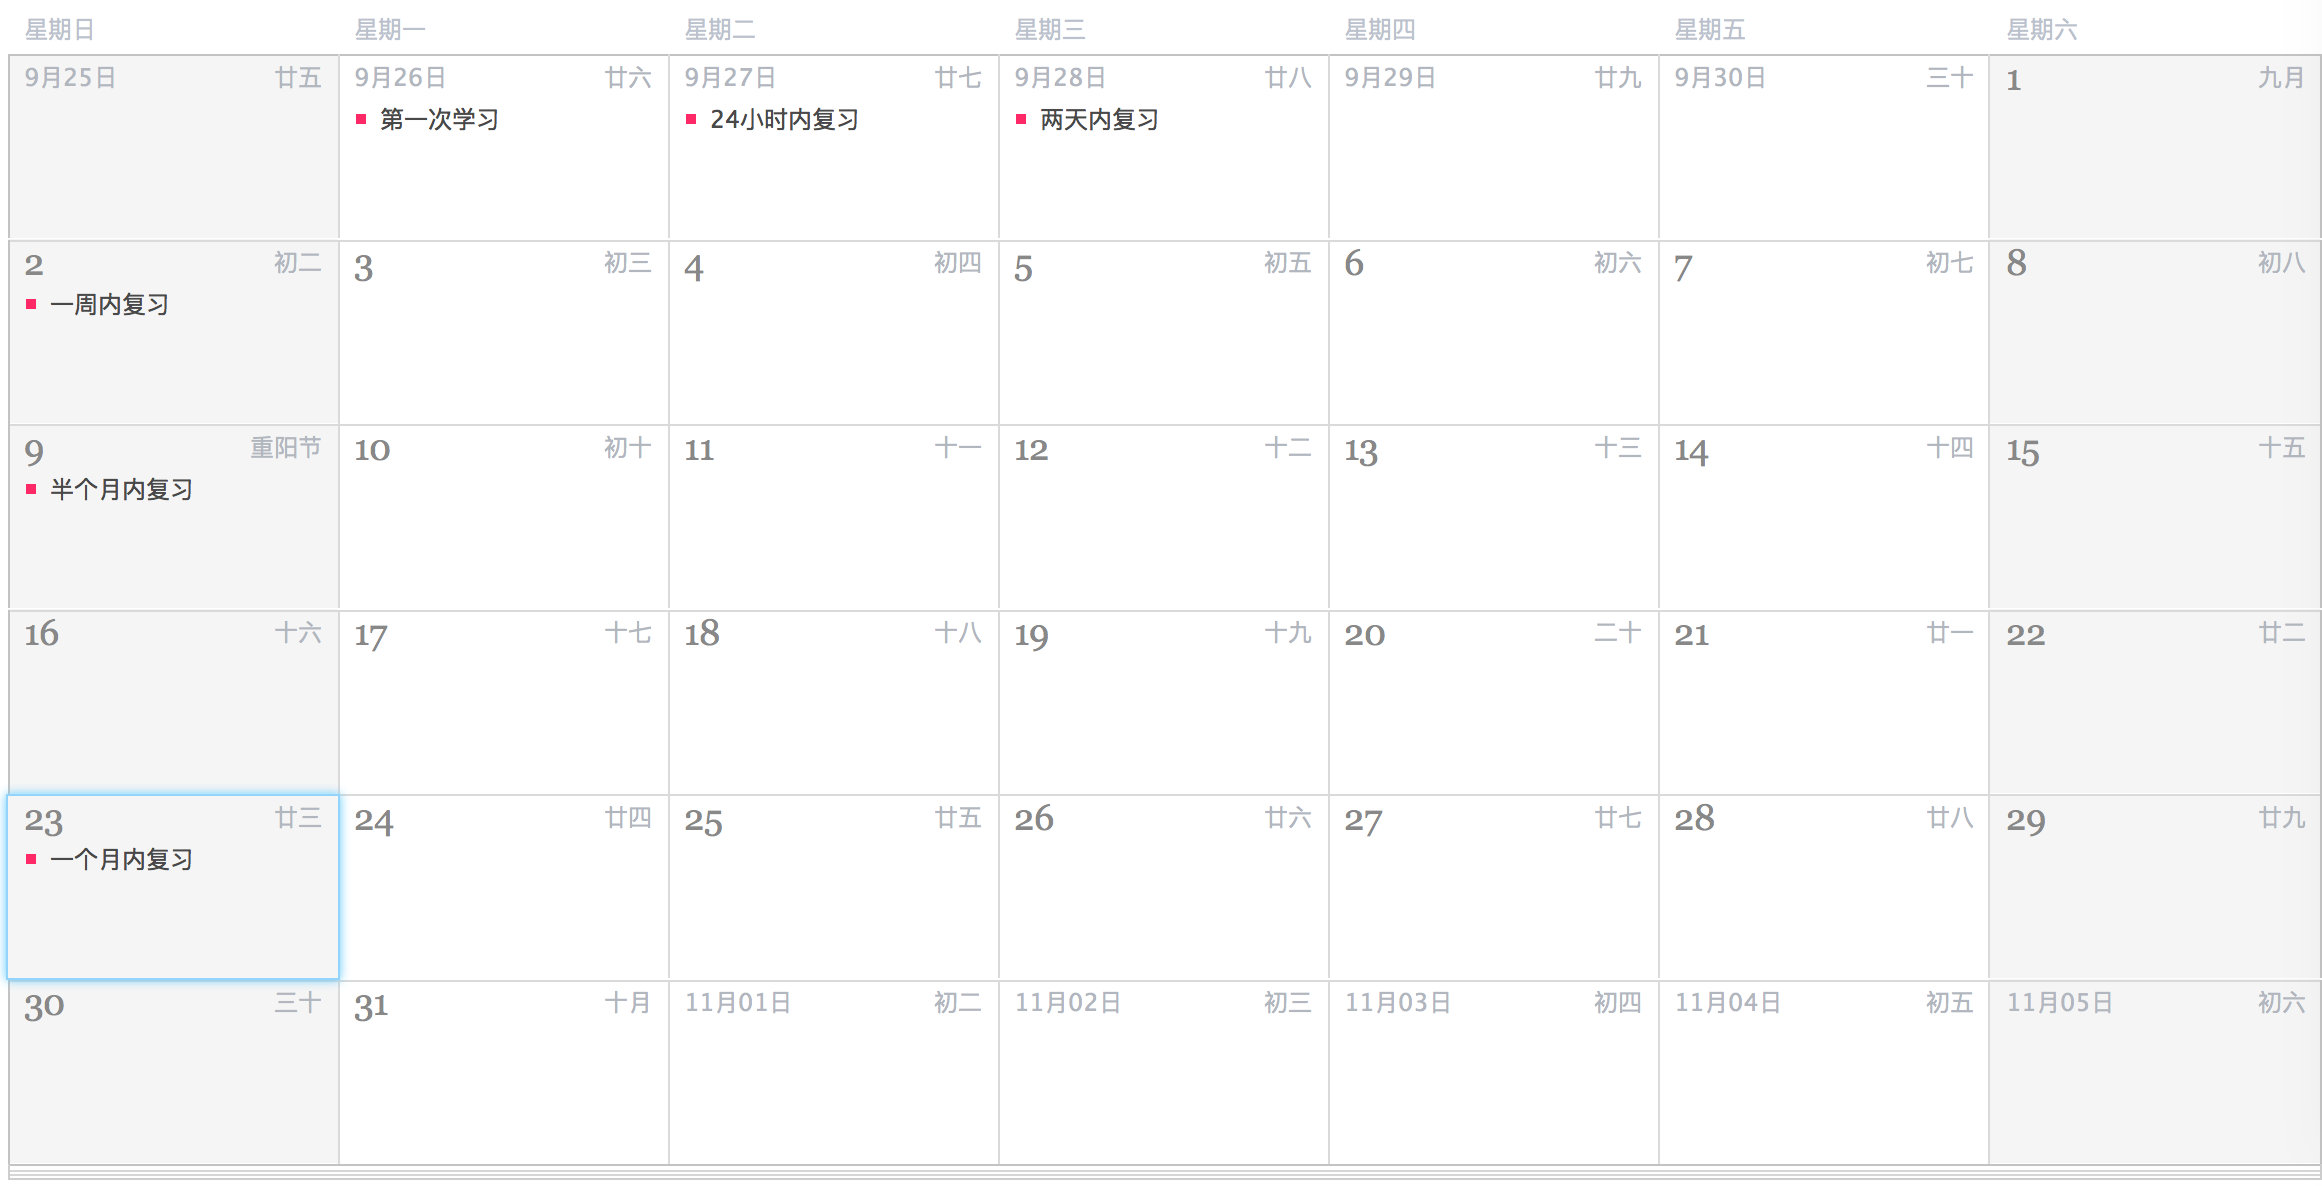 星期日 星期一 星期二 星期三 星期四 星期五 星期六
9月25日 廿五 9月26日 廿六 9月27日 廿七 9月28日 廿八 9月29日 廿九 9月30日 三十 1 九月
第一次学习 24小时内复习 两天内复习
2 初二 3 初三 4 初四 5 初五 6 初六 7 初七 8 初八
一周内复习
9 重阳节 10 初十 11 十一 12 十二 13 十三 14 十四 15 十五
半个月内复习
16 十六 17 十七 18 十八 19 十九 20 二十 21 廿一 22 廿二
23 廿三 24 廿四 25 廿五 26 廿六 27 廿七 28 廿八 29 廿九
一个月内复习
30 三十 31 十月 11月01日 初二 11月02日 初三 11月03日 初四 11月04日 初五 11月05日 初六